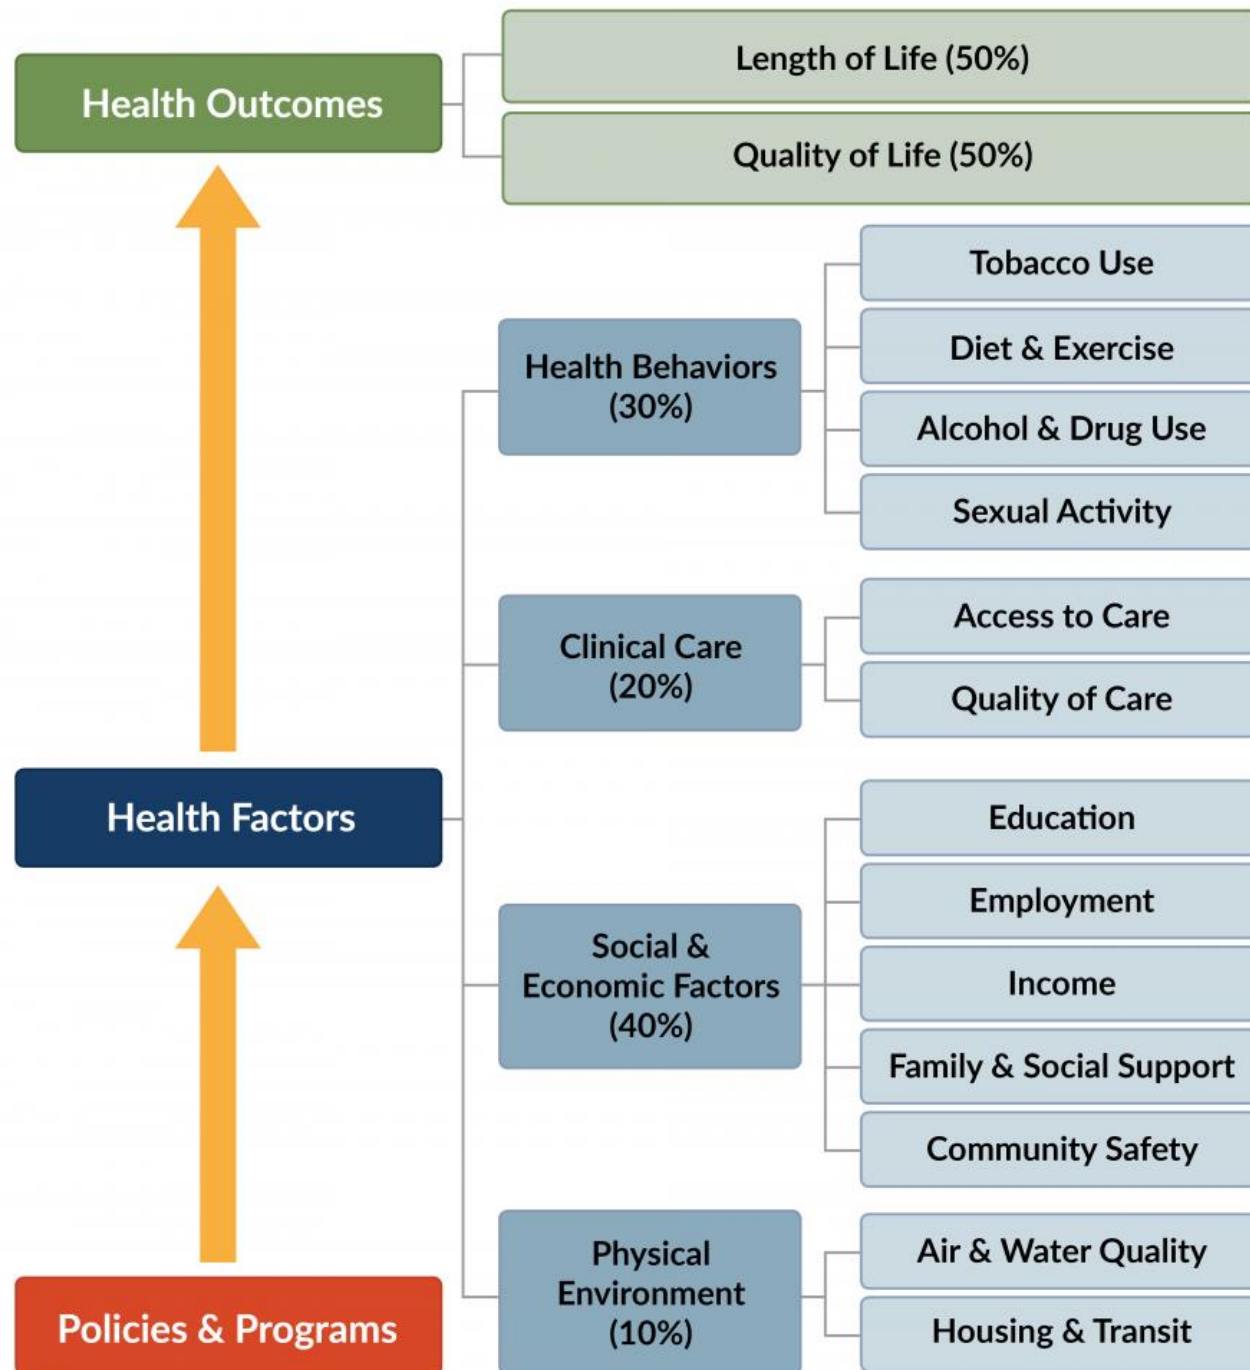 Health Outcomes
Length of Life (50%)
Quality of Life (50%)
Health Factors
Health Behaviors
(30%)
Tobacco Use
Diet & Exercise
Alcohol & Drug Use
Sexual Activity
Clinical Care
(20%)
Access to Care
Quality of Care
Social &
Economic Factors
(40%)
Education
Employment
Income
Family & Social Support
Community Safety
Physical
Environment
(10%)
Air & Water Quality
Housing & Transit
Policies & Programs